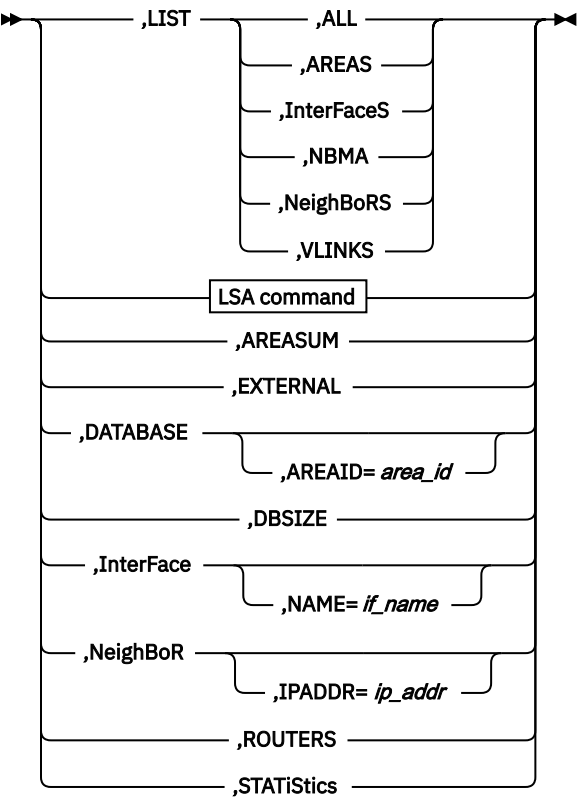 ,LIST ,ALL
,AREAS
,InterFaceS
,NBMA
,NeighBoRS
,VLINKS
LSA command
,AREASUM
,EXTERNAL
,DATABASE
,AREAID= area_id
,DBSIZE
,InterFace
,NAME= if_name
,NeighBoR
,IPADDR= ip_addr
,ROUTERS
,STATiStics